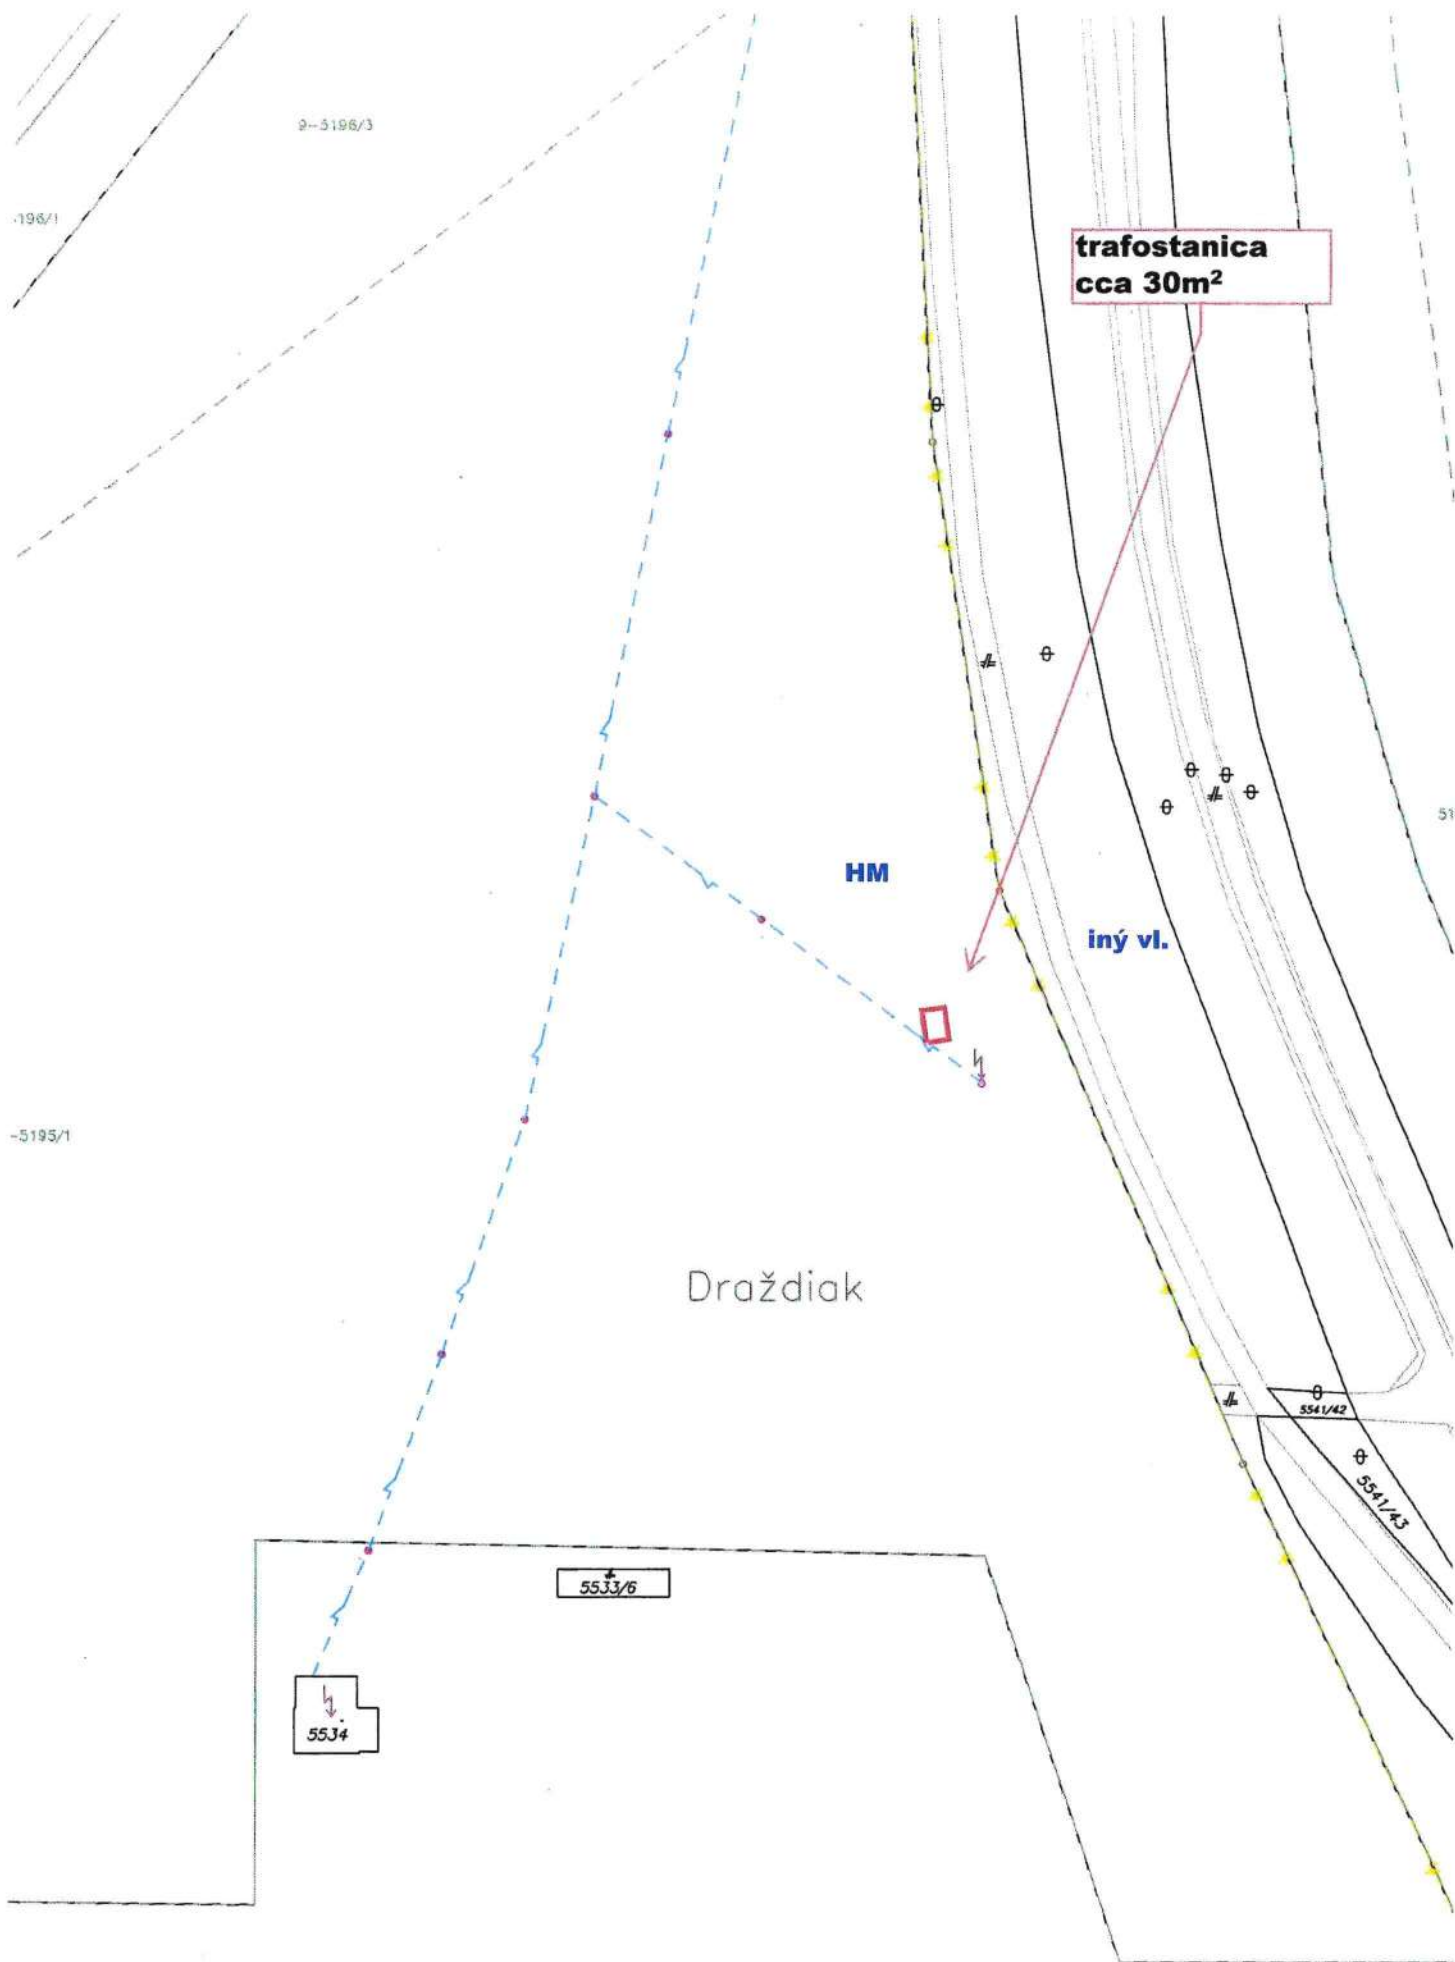 9-5196/3
196/1
trafostanica
cca 30m²
51
HM
iný vl.
-5195/1
Draždiak
5541/42
5541/43
5533/6
5534